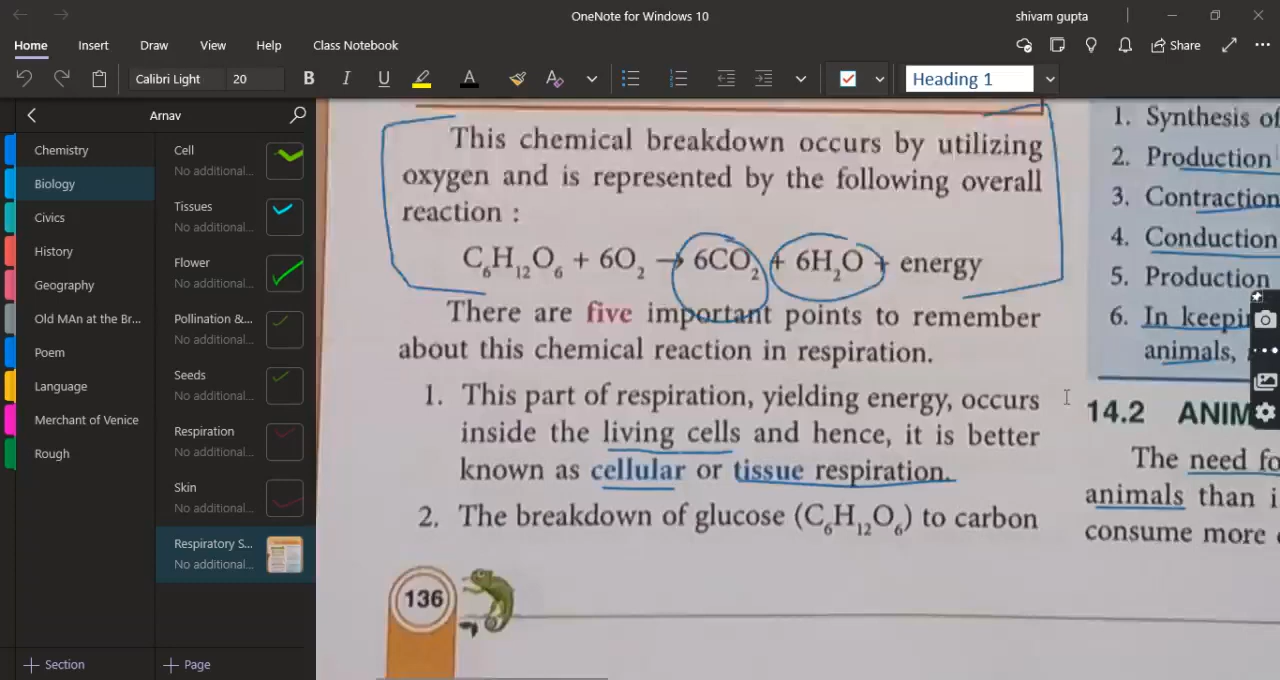 OneNote for Windows 10
shivam gupta
Home Insert Draw View Help Class Notebook
Share
Calibri Light 20 B I U A A Heading 1
Arnav
Chemistry
Biology
Civics
History
Geography
Old MAn at the Br...
Poem
Language
Merchant of Venice
Rough
Section
Cell
No additional...
Tissues
No additional...
Flower
No additional...
Pollination &...
No additional...
Seeds
No additional...
Respiration
No additional...
Skin
No additional...
Respiratory S...
No additional...
Page
This chemical breakdown occurs by utilizing
oxygen and is represented by the following overall
reaction :
C₆H₁₂O₆ + 6O₂ → 6CO₂ + 6H₂O + energy
There are five important points to remember
about this chemical reaction in respiration.
1. This part of respiration, yielding energy, occurs
inside the living cells and hence, it is better
known as cellular or tissue respiration.
2. The breakdown of glucose (C₆H₁₂O₆) to carbon
136
1. Synthesis of
2. Production
3. Contraction
4. Conduction
5. Production
6. In keepi
animals,
14.2 ANIM
The need fo
animals than i
consume more